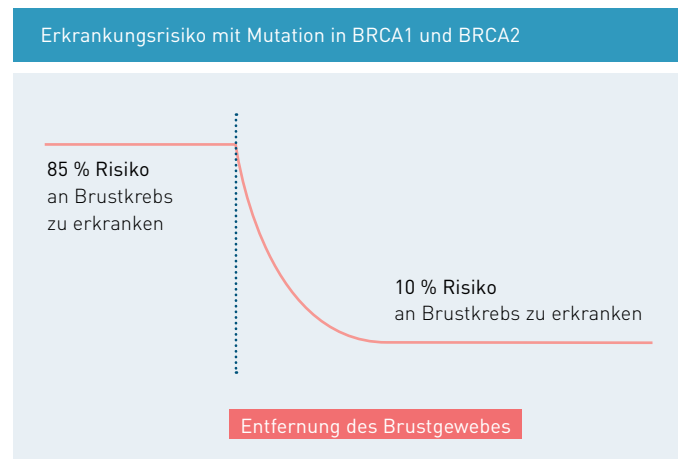 Erkrankungsrisiko mit Mutation in BRCA1 und BRCA2
85 % Risiko
an Brustkrebs
zu erkranken
10 % Risiko
an Brustkrebs zu erkranken
Entfernung des Brustgewebes